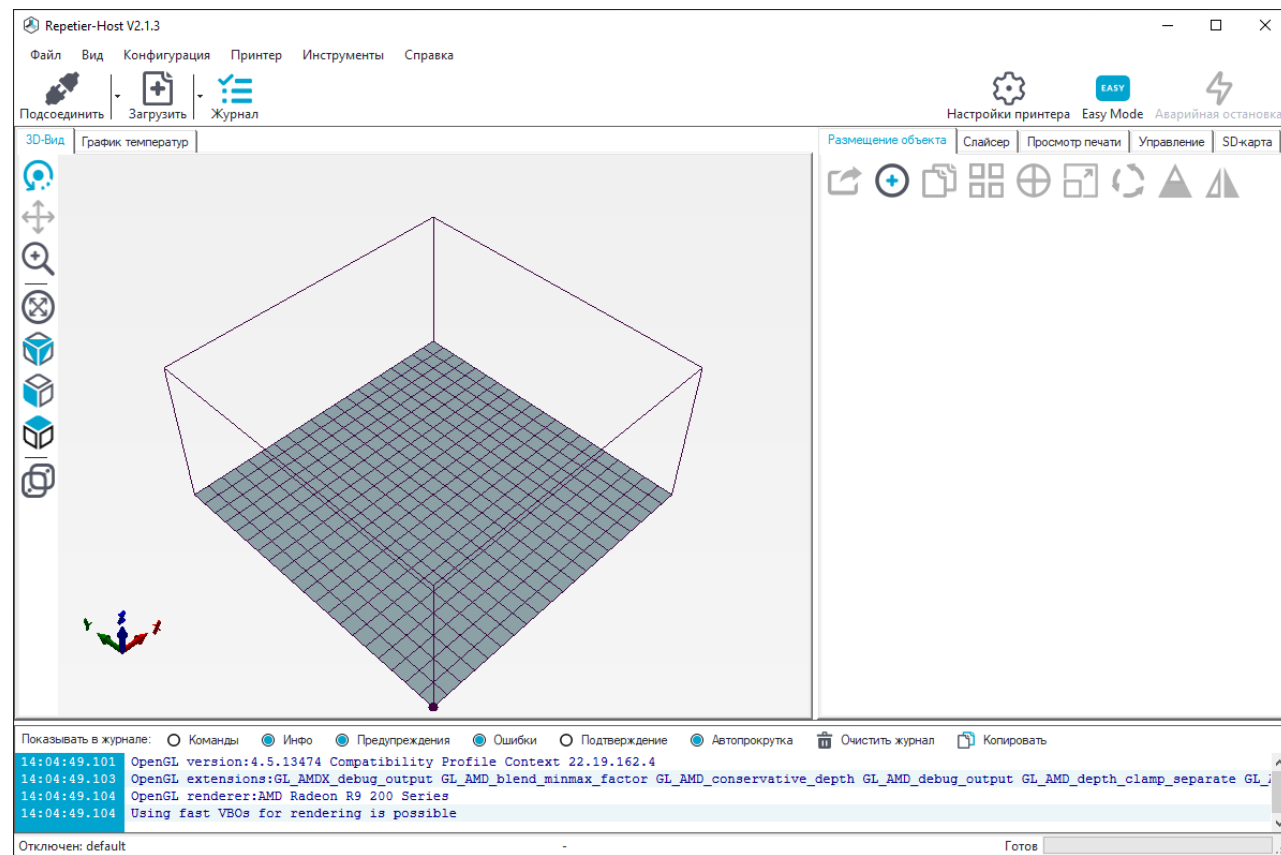 Repetier-Host V2.1.3
Файл Вид Конфигурация Принтер Инструменты Справка
Подсоединить Загрузить Журнал Настройки принтера EASY Easy Mode Аварийная остановка
3D-Вид График температур Размещение объекта Слайсер Просмотр печати Управление SD-карта
Y Z X
Показывать в журнале: Команды Инфо Предупреждения Ошибки Подтверждение Автопрокрутка Очистить журнал Копировать
14:04:49.101 OpenGL version:4.5.13474 Compatibility Profile Context 22.19.162.4
14:04:49.103 OpenGL extensions:GL_AMDX_debug_output GL_AMD_blend_minmax_factor GL_AMD_conservative_depth GL_AMD_debug_output GL_AMD_depth_clamp_separate
14:04:49.104 OpenGL renderer:AMD Radeon R9 200 Series
14:04:49.104 Using fast VBOs for rendering is possible
Отключен: default - Готов